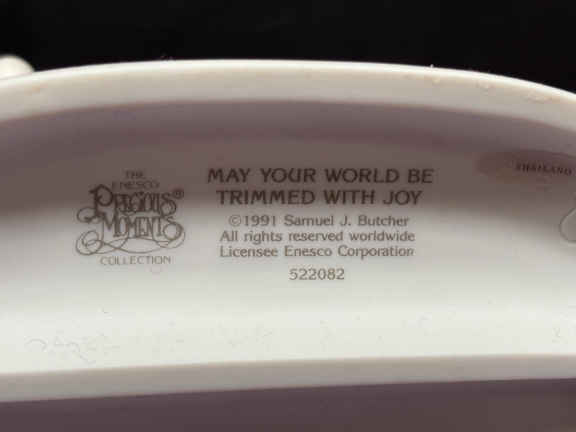 THE
ENESCO
PRECIOUS®
MOMENTS
COLLECTION
MAY YOUR WORLD BE
TRIMMED WITH JOY
©1991 Samuel J. Butcher
All rights reserved worldwide
Licensee Enesco Corporation
522082
THAILAND